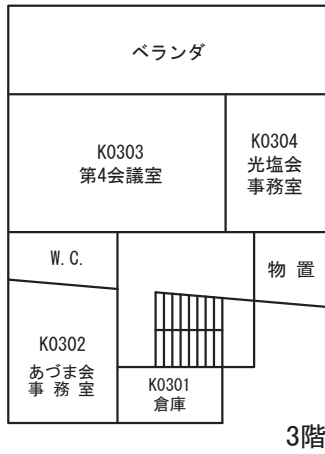 ベランダ
K0303
第4会議室
K0304
光塩会
事務室
W.C.
物置
K0302
あづま会
事務室
K0301
倉庫
3階